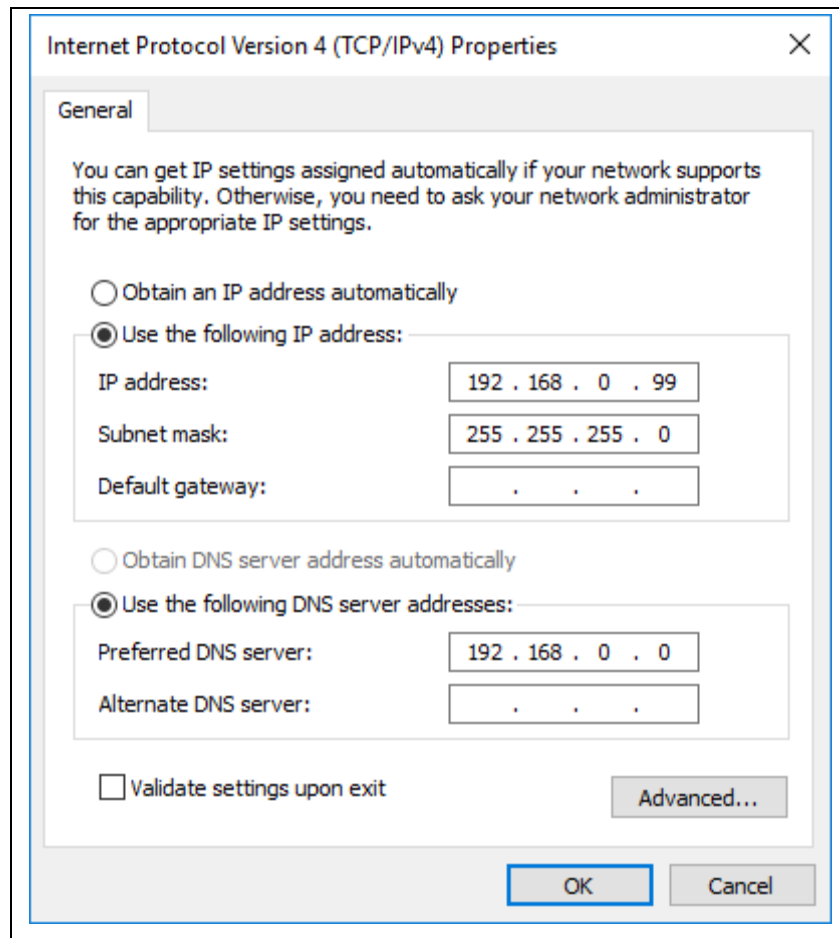 Internet Protocol Version 4 (TCP/IPv4) Properties
General
You can get IP settings assigned automatically if your network supports
this capability. Otherwise, you need to ask your network administrator
for the appropriate IP settings.
Obtain an IP address automatically
Use the following IP address:
IP address: 192 . 168 . 0 . 99
Subnet mask: 255 . 255 . 255 . 0
Default gateway: . . .
Obtain DNS server address automatically
Use the following DNS server addresses:
Preferred DNS server: 192 . 168 . 0 . 0
Alternate DNS server: . . .
Validate settings upon exit
Advanced...
OK Cancel